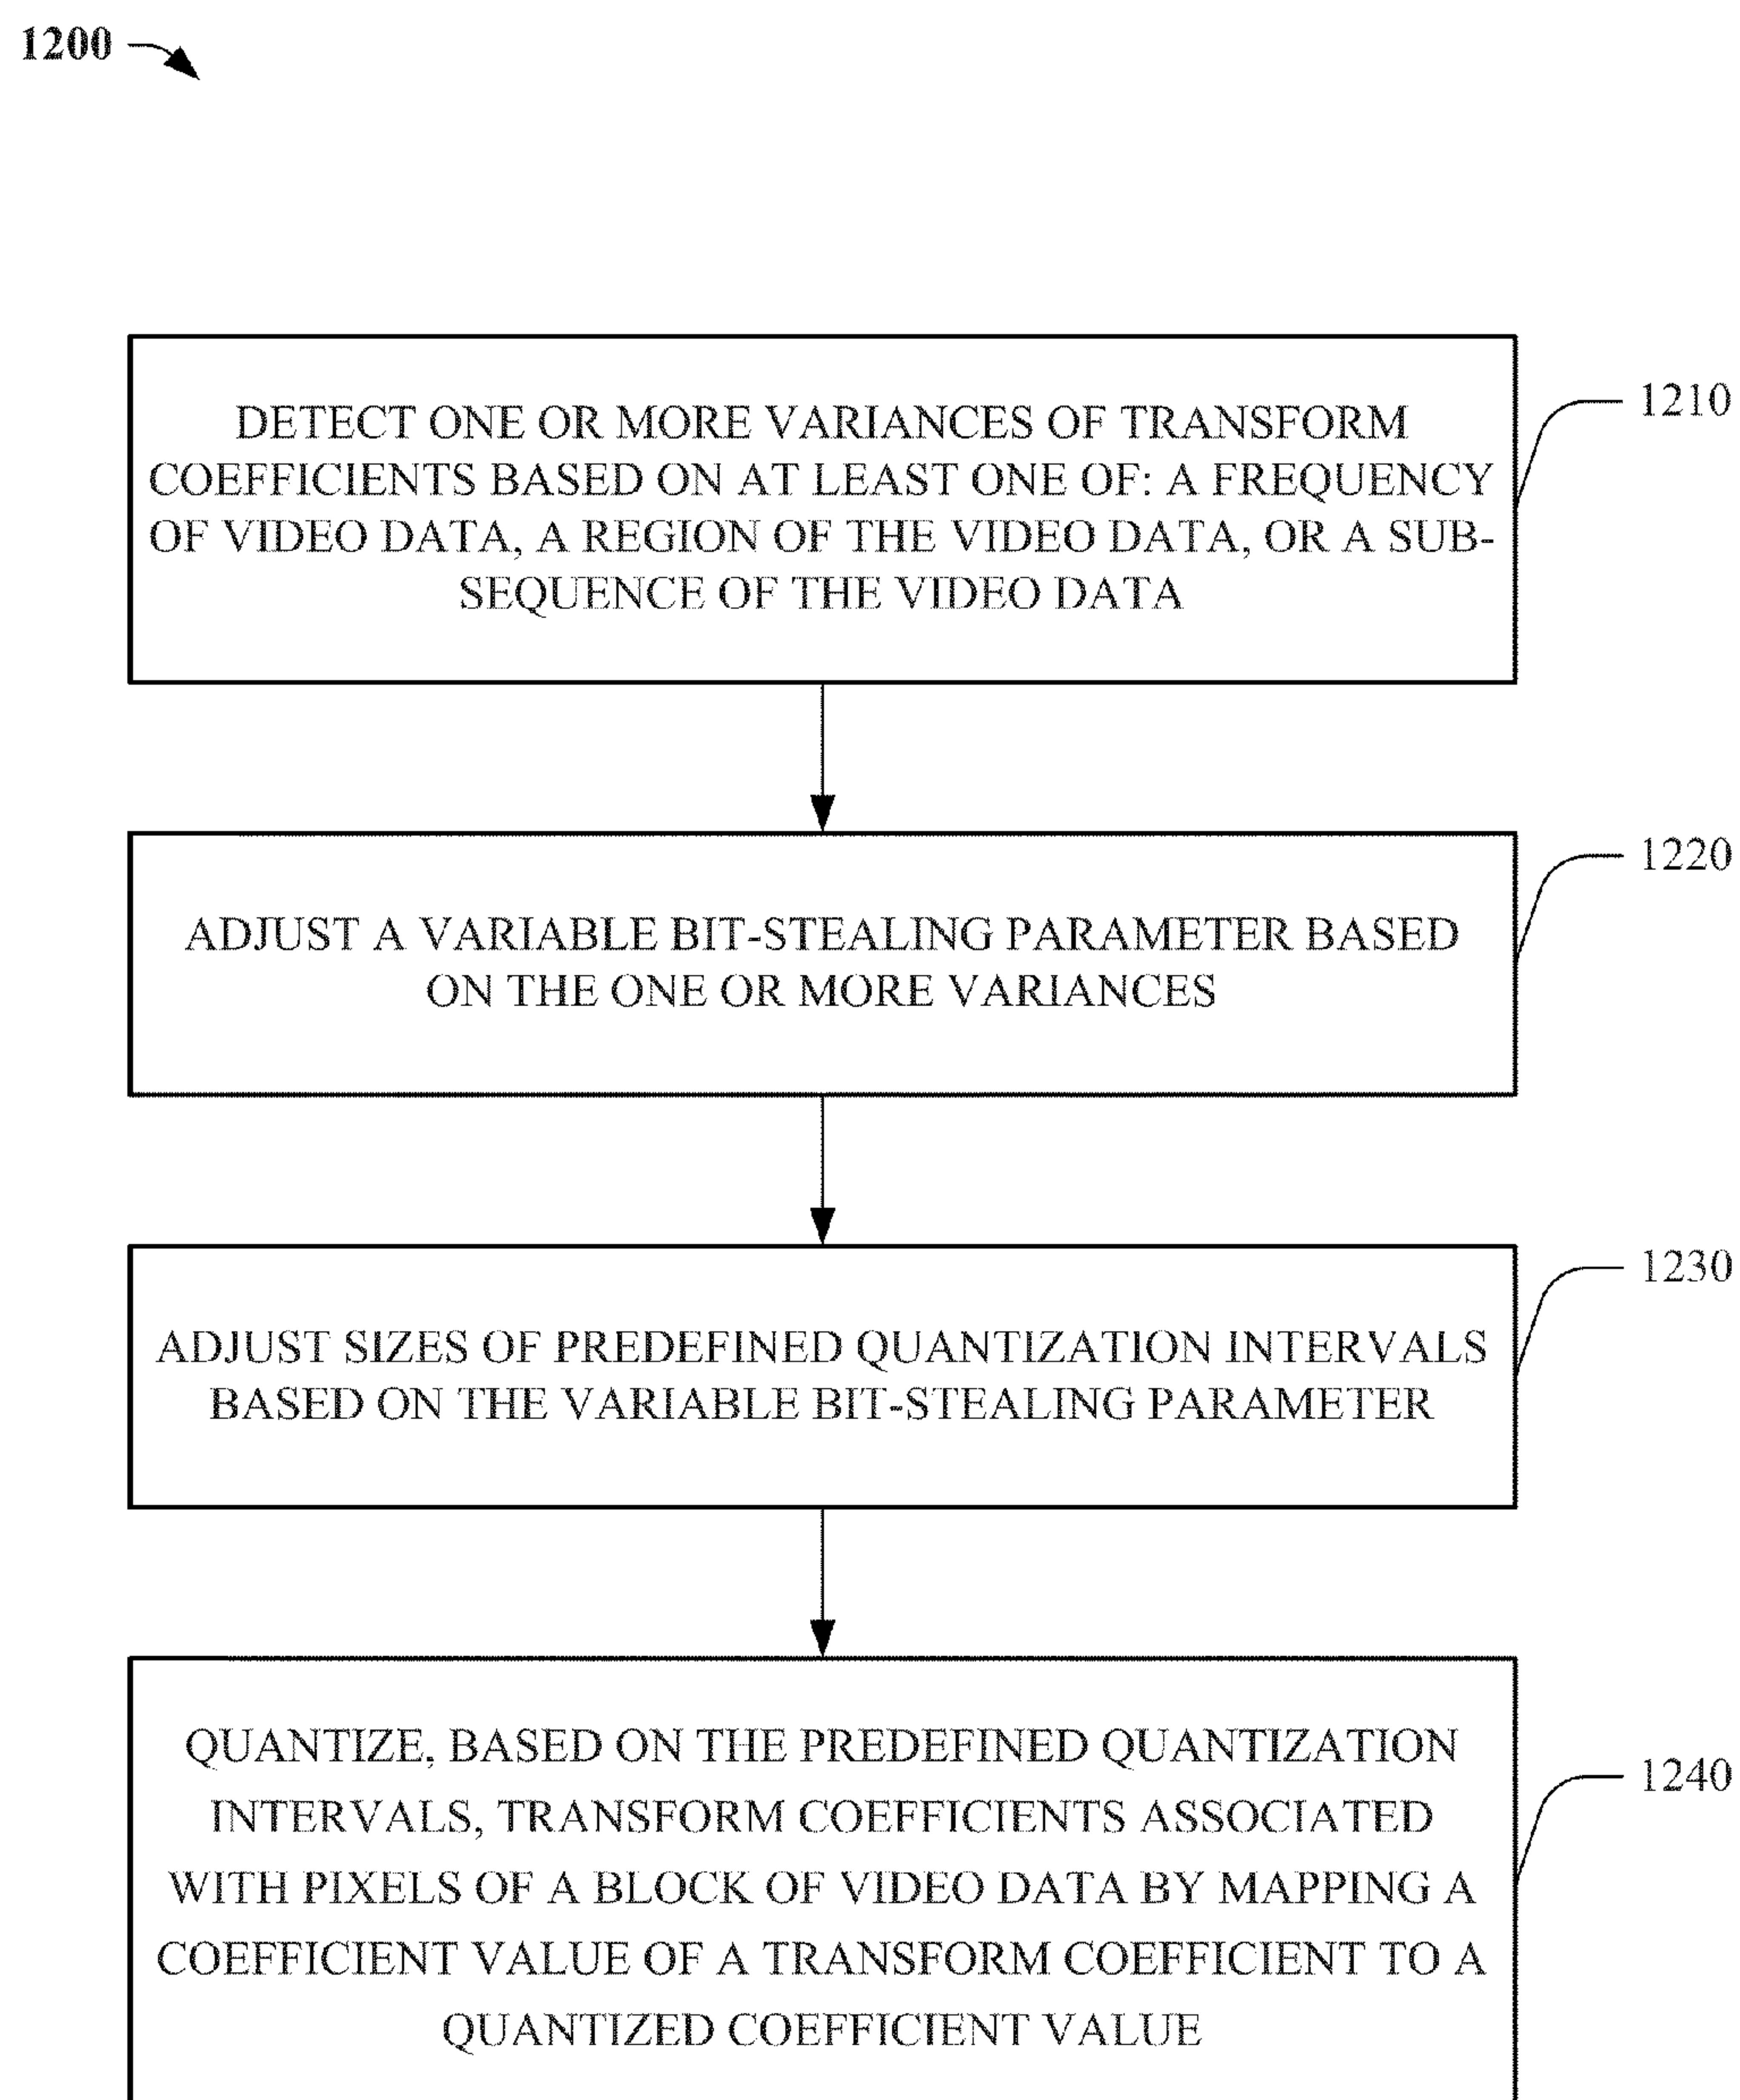 1200
DETECT ONE OR MORE VARIANCES OF TRANSFORM
COEFFICIENTS BASED ON AT LEAST ONE OF: A FREQUENCY
OF VIDEO DATA, A REGION OF THE VIDEO DATA, OR A SUB-
SEQUENCE OF THE VIDEO DATA
1210
ADJUST A VARIABLE BIT-STEALING PARAMETER BASED
ON THE ONE OR MORE VARIANCES
1220
ADJUST SIZES OF PREDEFINED QUANTIZATION INTERVALS
BASED ON THE VARIABLE BIT-STEALING PARAMETER
1230
QUANTIZE, BASED ON THE PREDEFINED QUANTIZATION
INTERVALS, TRANSFORM COEFFICIENTS ASSOCIATED
WITH PIXELS OF A BLOCK OF VIDEO DATA BY MAPPING A
COEFFICIENT VALUE OF A TRANSFORM COEFFICIENT TO A
QUANTIZED COEFFICIENT VALUE
1240